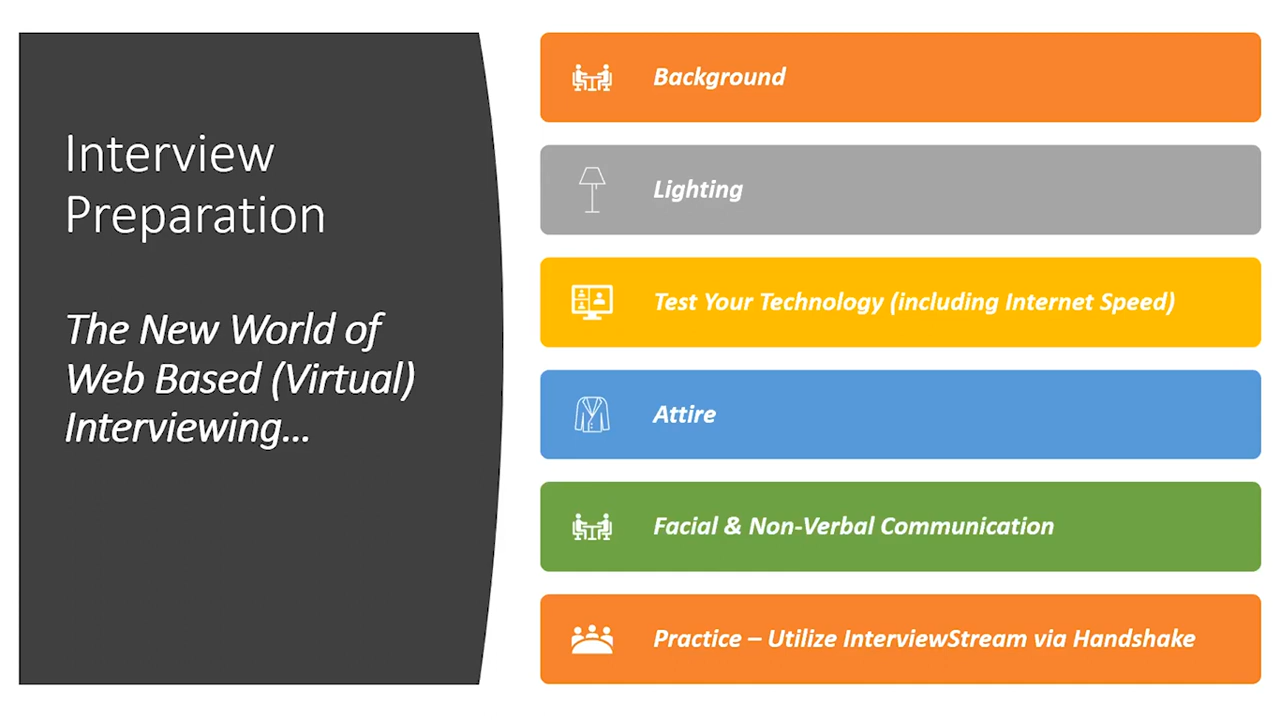 Interview
Preparation
The New World of
Web Based (Virtual)
Interviewing...
Background
Lighting
Test Your Technology (including Internet Speed)
Attire
Facial & Non-Verbal Communication
Practice – Utilize InterviewStream via Handshake